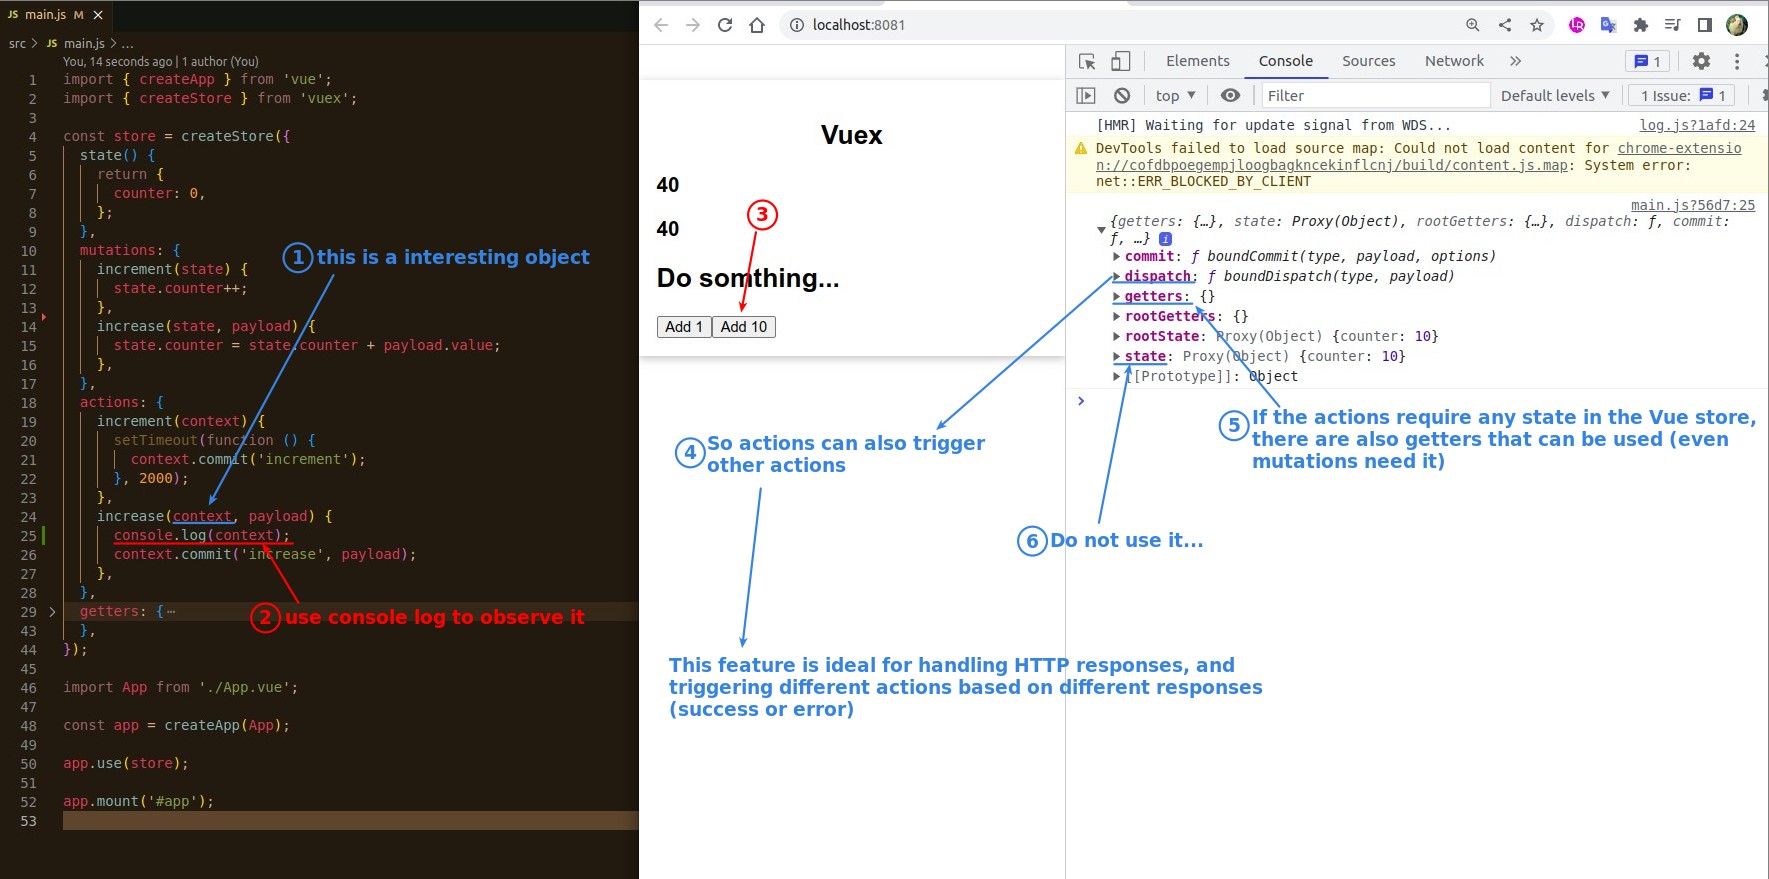 JS main.js M ×
src > JS main.js > ...
You, 14 seconds ago | 1 author (You)
1 import { createApp } from 'vue';
2 import { createStore } from 'vuex';
3
4 const store = createStore({
5 state() {
6 return {
7 counter: 0,
8 };
9 },
10 mutations: {
11 increment(state) {
12 state.counter++;
13 },
14 increase(state, payload) {
15 state.counter = state.counter + payload.value;
16 },
17 },
18 actions: {
19 increment(context) {
20 setTimeout(function () {
21 context.commit('increment');
22 }, 2000);
23 },
24 increase(context, payload) {
25 console.log(context);
26 context.commit('increase', payload);
27 },
28 },
29 getters: {⋯
43 },
44 });
45
46 import App from './App.vue';
47
48 const app = createApp(App);
49
50 app.use(store);
51
52 app.mount('#app');
53
1 this is a interesting object
2 use console log to observe it
localhost:8081
Vuex
40
40
3
Do somthing...
Add 1 Add 10
Elements Console Sources Network » 1
top ▼ Filter Default levels ▼ 1 Issue: 1
[HMR] Waiting for update signal from WDS... log.js?1afd:24
DevTools failed to load source map: Could not load content for chrome-extensio
n://cofdbpoegempjloogbagkncekinflcnj/build/content.js.map: System error:
net::ERR_BLOCKED_BY_CLIENT
main.js?56d7:25
{getters: {…}, state: Proxy(Object), rootGetters: {…}, dispatch: ƒ, commit:
ƒ, …} i
commit: ƒ boundCommit(type, payload, options)
dispatch: ƒ boundDispatch(type, payload)
getters: {}
rootGetters: {}
rootState: Proxy(Object) {counter: 10}
state: Proxy(Object) {counter: 10}
[[Prototype]]: Object
4 So actions can also trigger
other actions
5 If the actions require any state in the Vue store,
there are also getters that can be used (even
mutations need it)
6 Do not use it...
This feature is ideal for handling HTTP responses, and
triggering different actions based on different responses
(success or error)